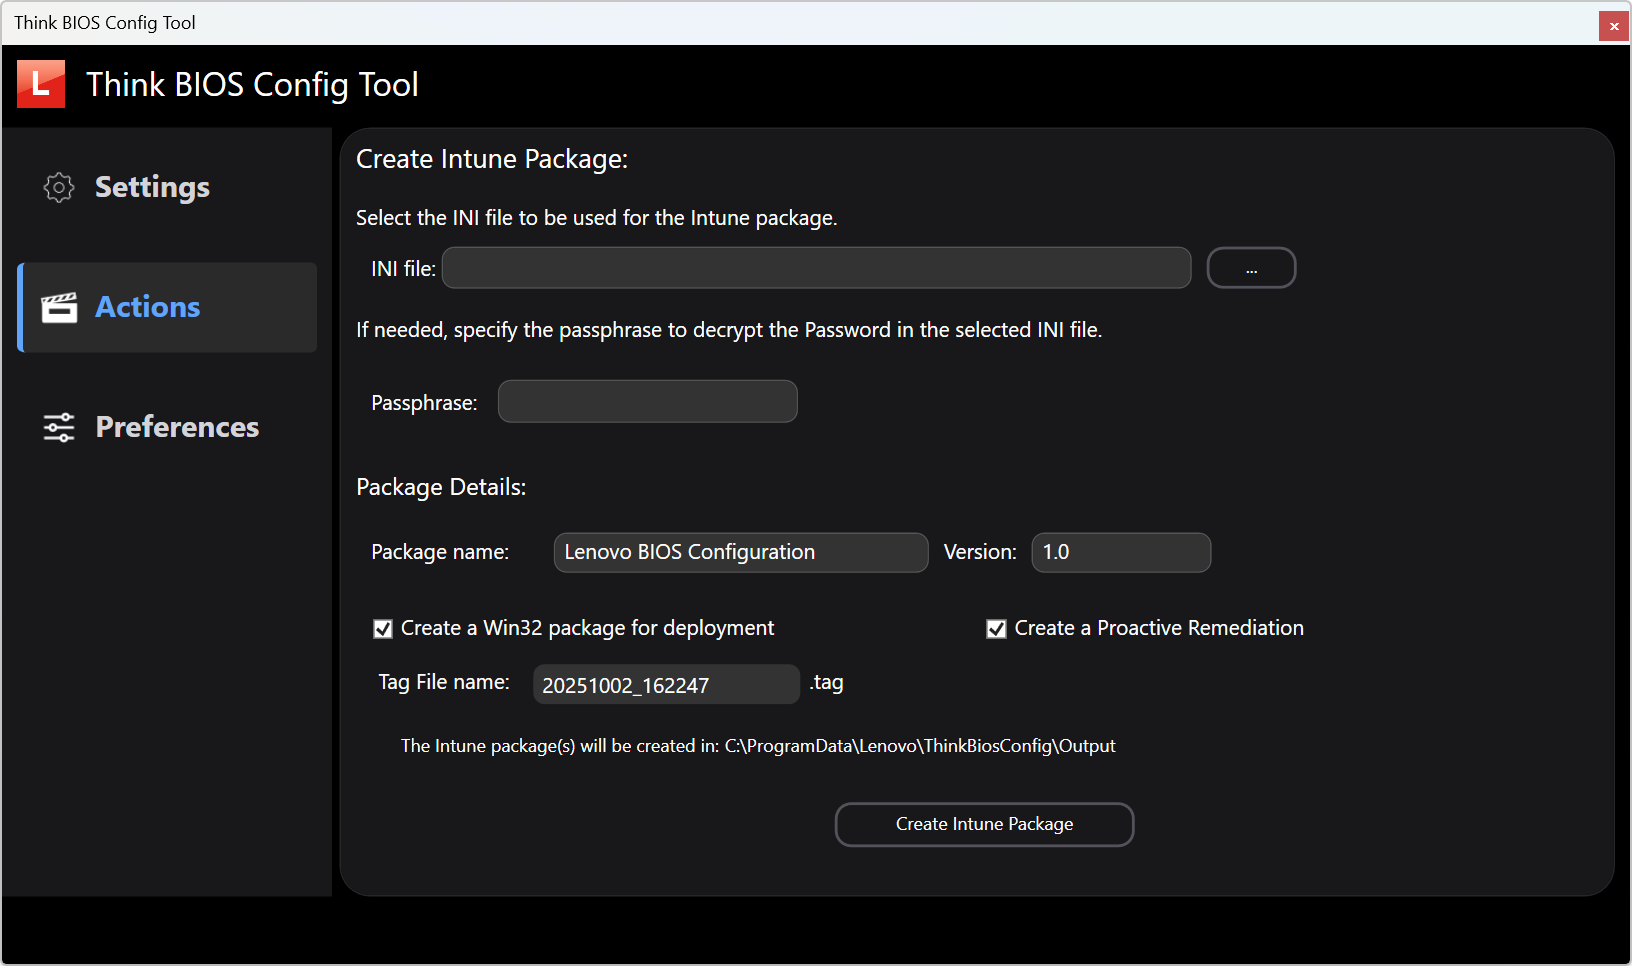 Think BIOS Config Tool
×
L Think BIOS Config Tool
Settings
Actions
Preferences
Create Intune Package:
Select the INI file to be used for the Intune package.
INI file: ...
If needed, specify the passphrase to decrypt the Password in the selected INI file.
Passphrase:
Package Details:
Package name: Lenovo BIOS Configuration Version: 1.0
Create a Win32 package for deployment Create a Proactive Remediation
Tag File name: 20251002_162247 .tag
The Intune package(s) will be created in: C:\ProgramData\Lenovo\ThinkBiosConfig\Output
Create Intune Package